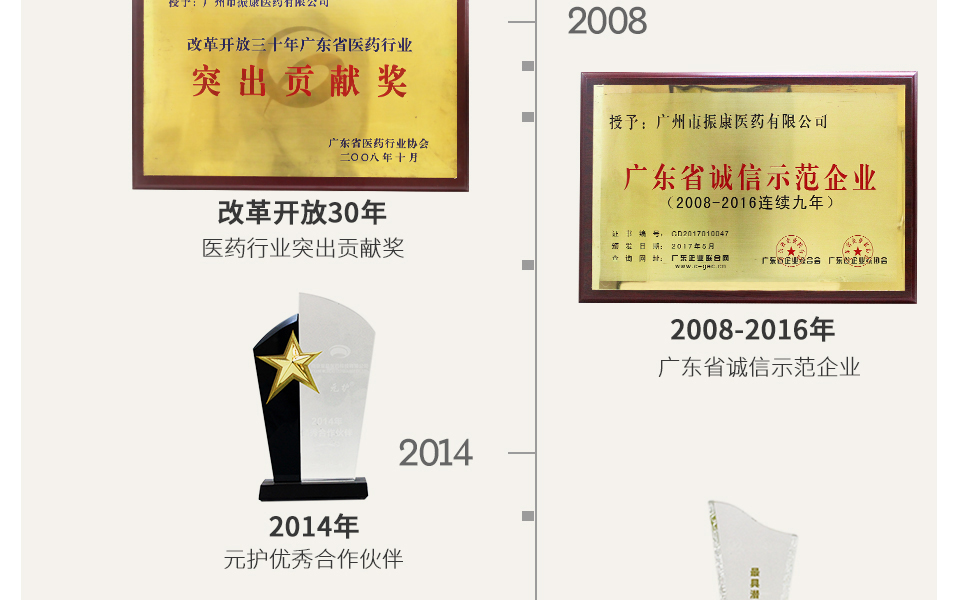 授予：广州市振康医药有限公司
改革开放三十年广东省医药行业
突出贡献奖
广东省医药行业协会
二〇〇八年十月
改革开放30年
医药行业突出贡献奖
2008
授予：广州市振康医药有限公司
广东省诚信示范企业
（2008-2016连续九年）
证书编号：GD2017010047
颁发日期：2017年5月
查询网址：广东企业联合网
www.c-gec.cn
广东省企业联合会 广东省企业家协会
2008-2016年
广东省诚信示范企业
2014
2014年
元护优秀合作伙伴
最具潜